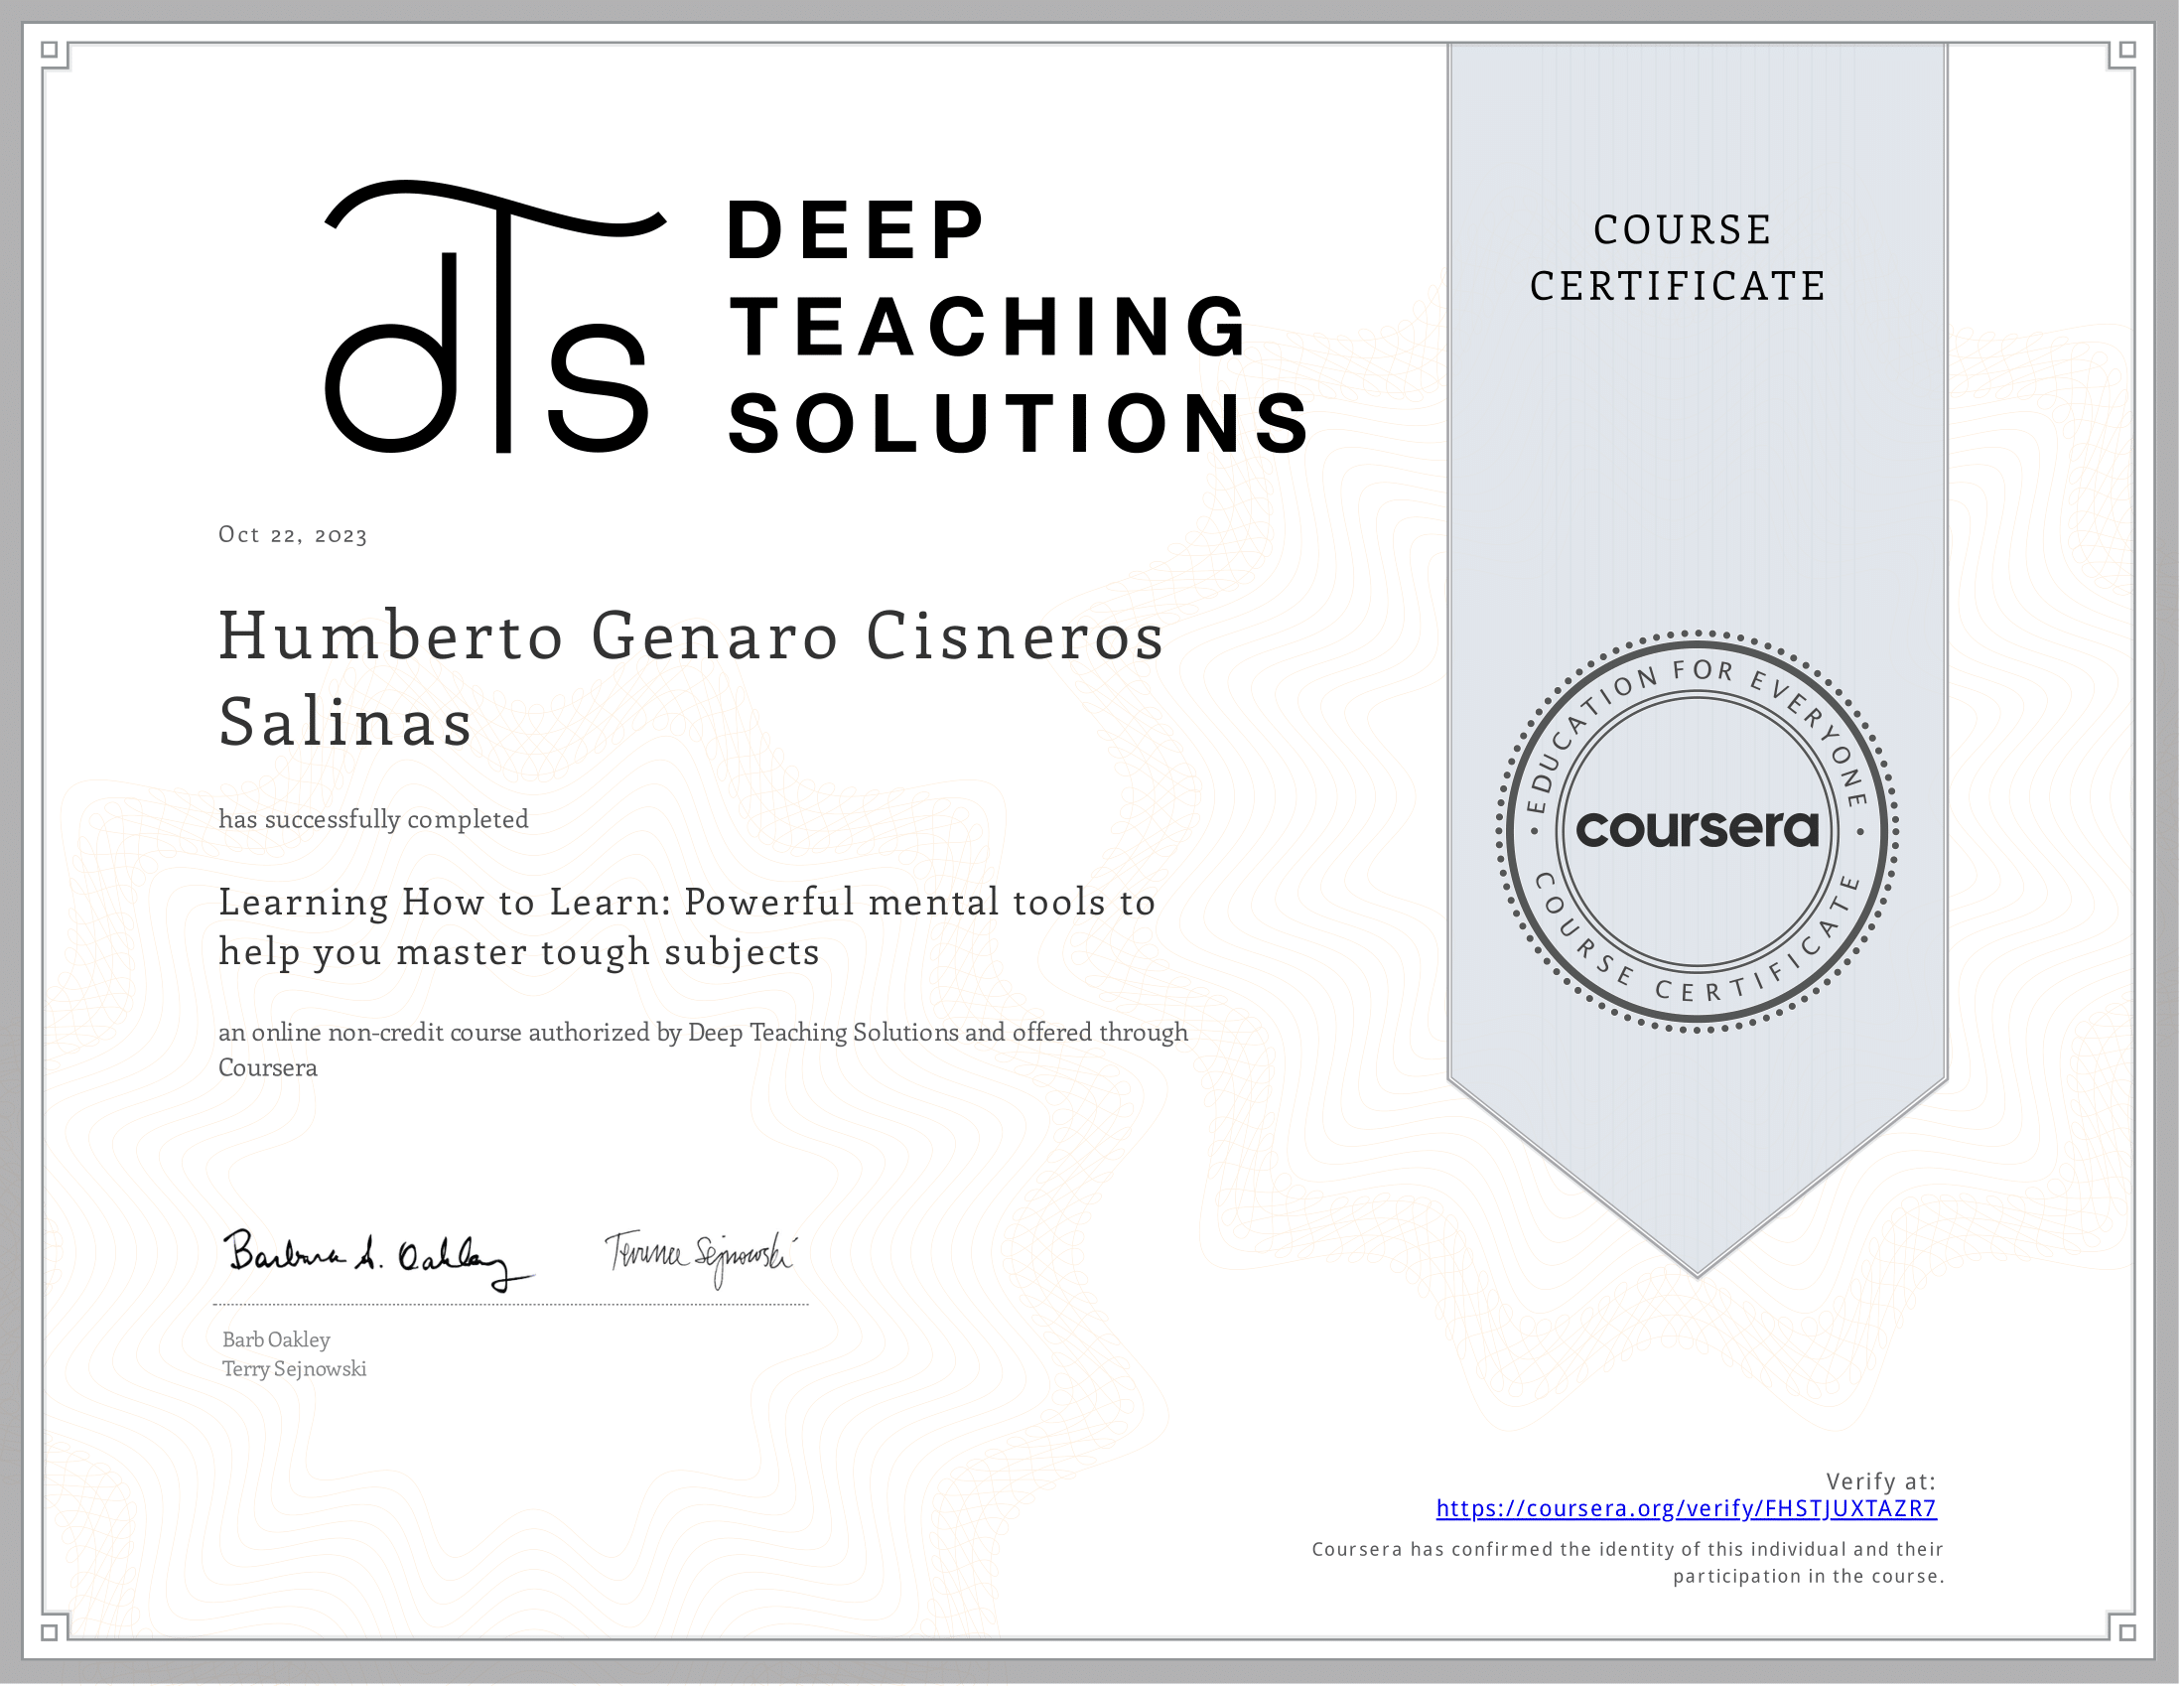 dTs
DEEP
TEACHING
SOLUTIONS
COURSE
CERTIFICATE
Oct 22, 2023
Humberto Genaro Cisneros
Salinas
has successfully completed
Learning How to Learn: Powerful mental tools to
help you master tough subjects
an online non-credit course authorized by Deep Teaching Solutions and offered through
Coursera
EDUCATION FOR EVERYONE
coursera
COURSE CERTIFICATE
Barbara A. Oakley Terrence Sejnowski
Barb Oakley
Terry Sejnowski
Verify at:
https://coursera.org/verify/FHSTJUXTAZR7
Coursera has confirmed the identity of this individual and their
participation in the course.